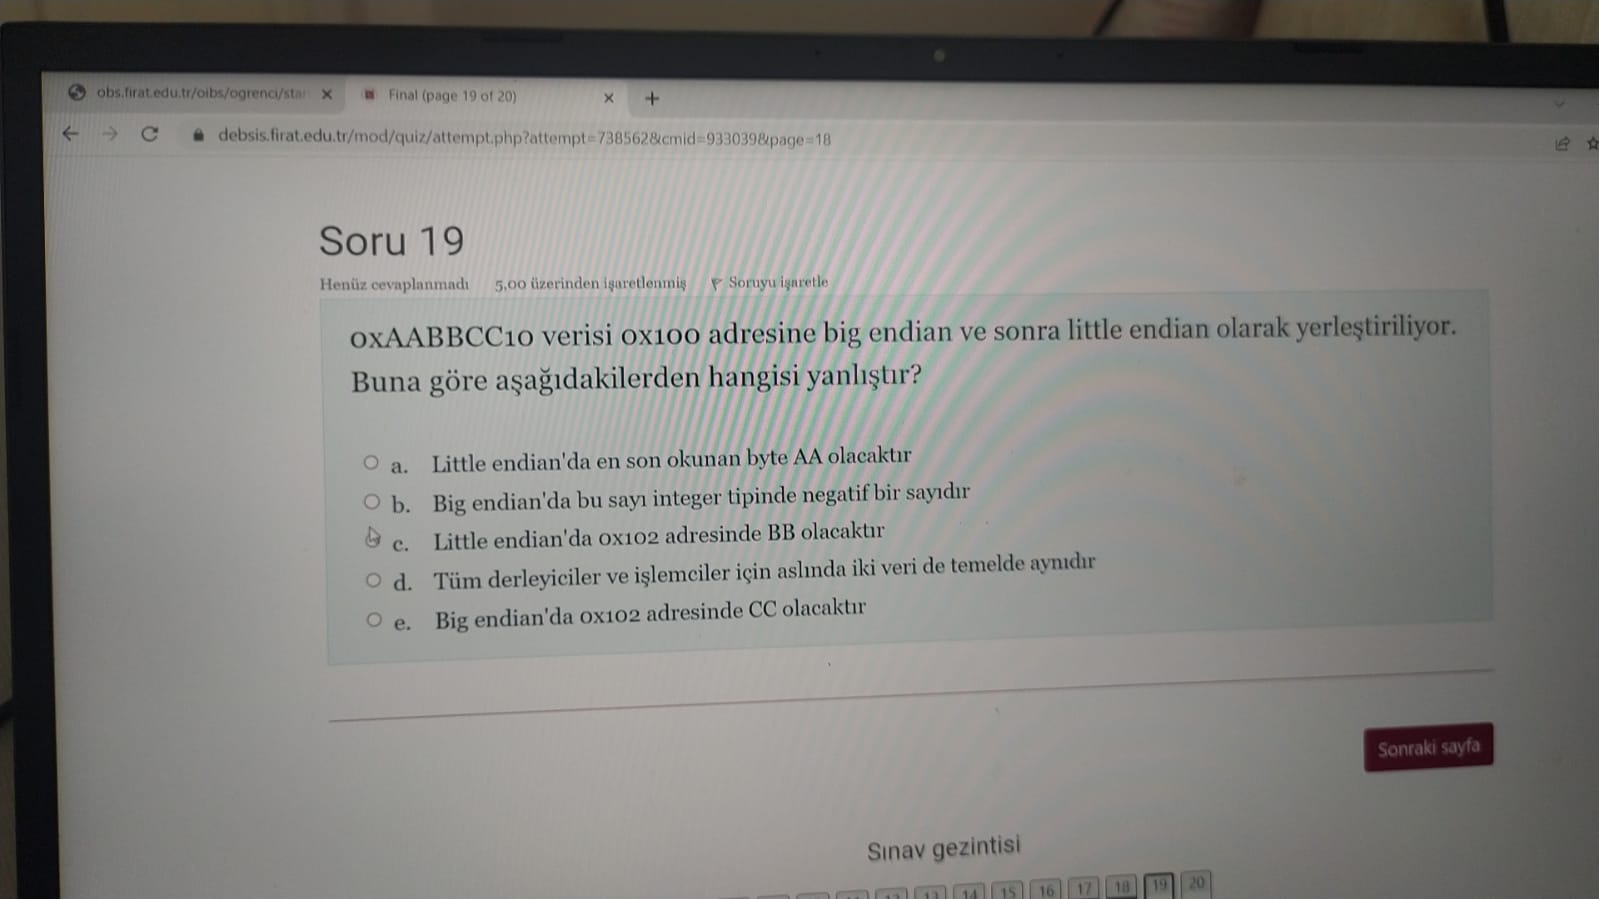 obs.firat.edu.tr/oibs/ogrenci/star
Final (page 19 of 20)
debsis.firat.edu.tr/mod/quiz/attempt.php?attempt=738562&cmid=933039&page=18
Soru 19
Henüz cevaplanmadı 5,00 üzerinden işaretlenmiş Soruyu işaretle
0xAABBCC10 verisi 0x100 adresine big endian ve sonra little endian olarak yerleştiriliyor.
Buna göre aşağıdakilerden hangisi yanlıştır?
a. Little endian'da en son okunan byte AA olacaktır
b. Big endian'da bu sayı integer tipinde negatif bir sayıdır
c. Little endian'da 0x102 adresinde BB olacaktır
d. Tüm derleyiciler ve işlemciler için aslında iki veri de temelde aynıdır
e. Big endian'da 0x102 adresinde CC olacaktır
Sonraki sayfa
Sınav gezintisi
13 14 15 16 17 18 19 20